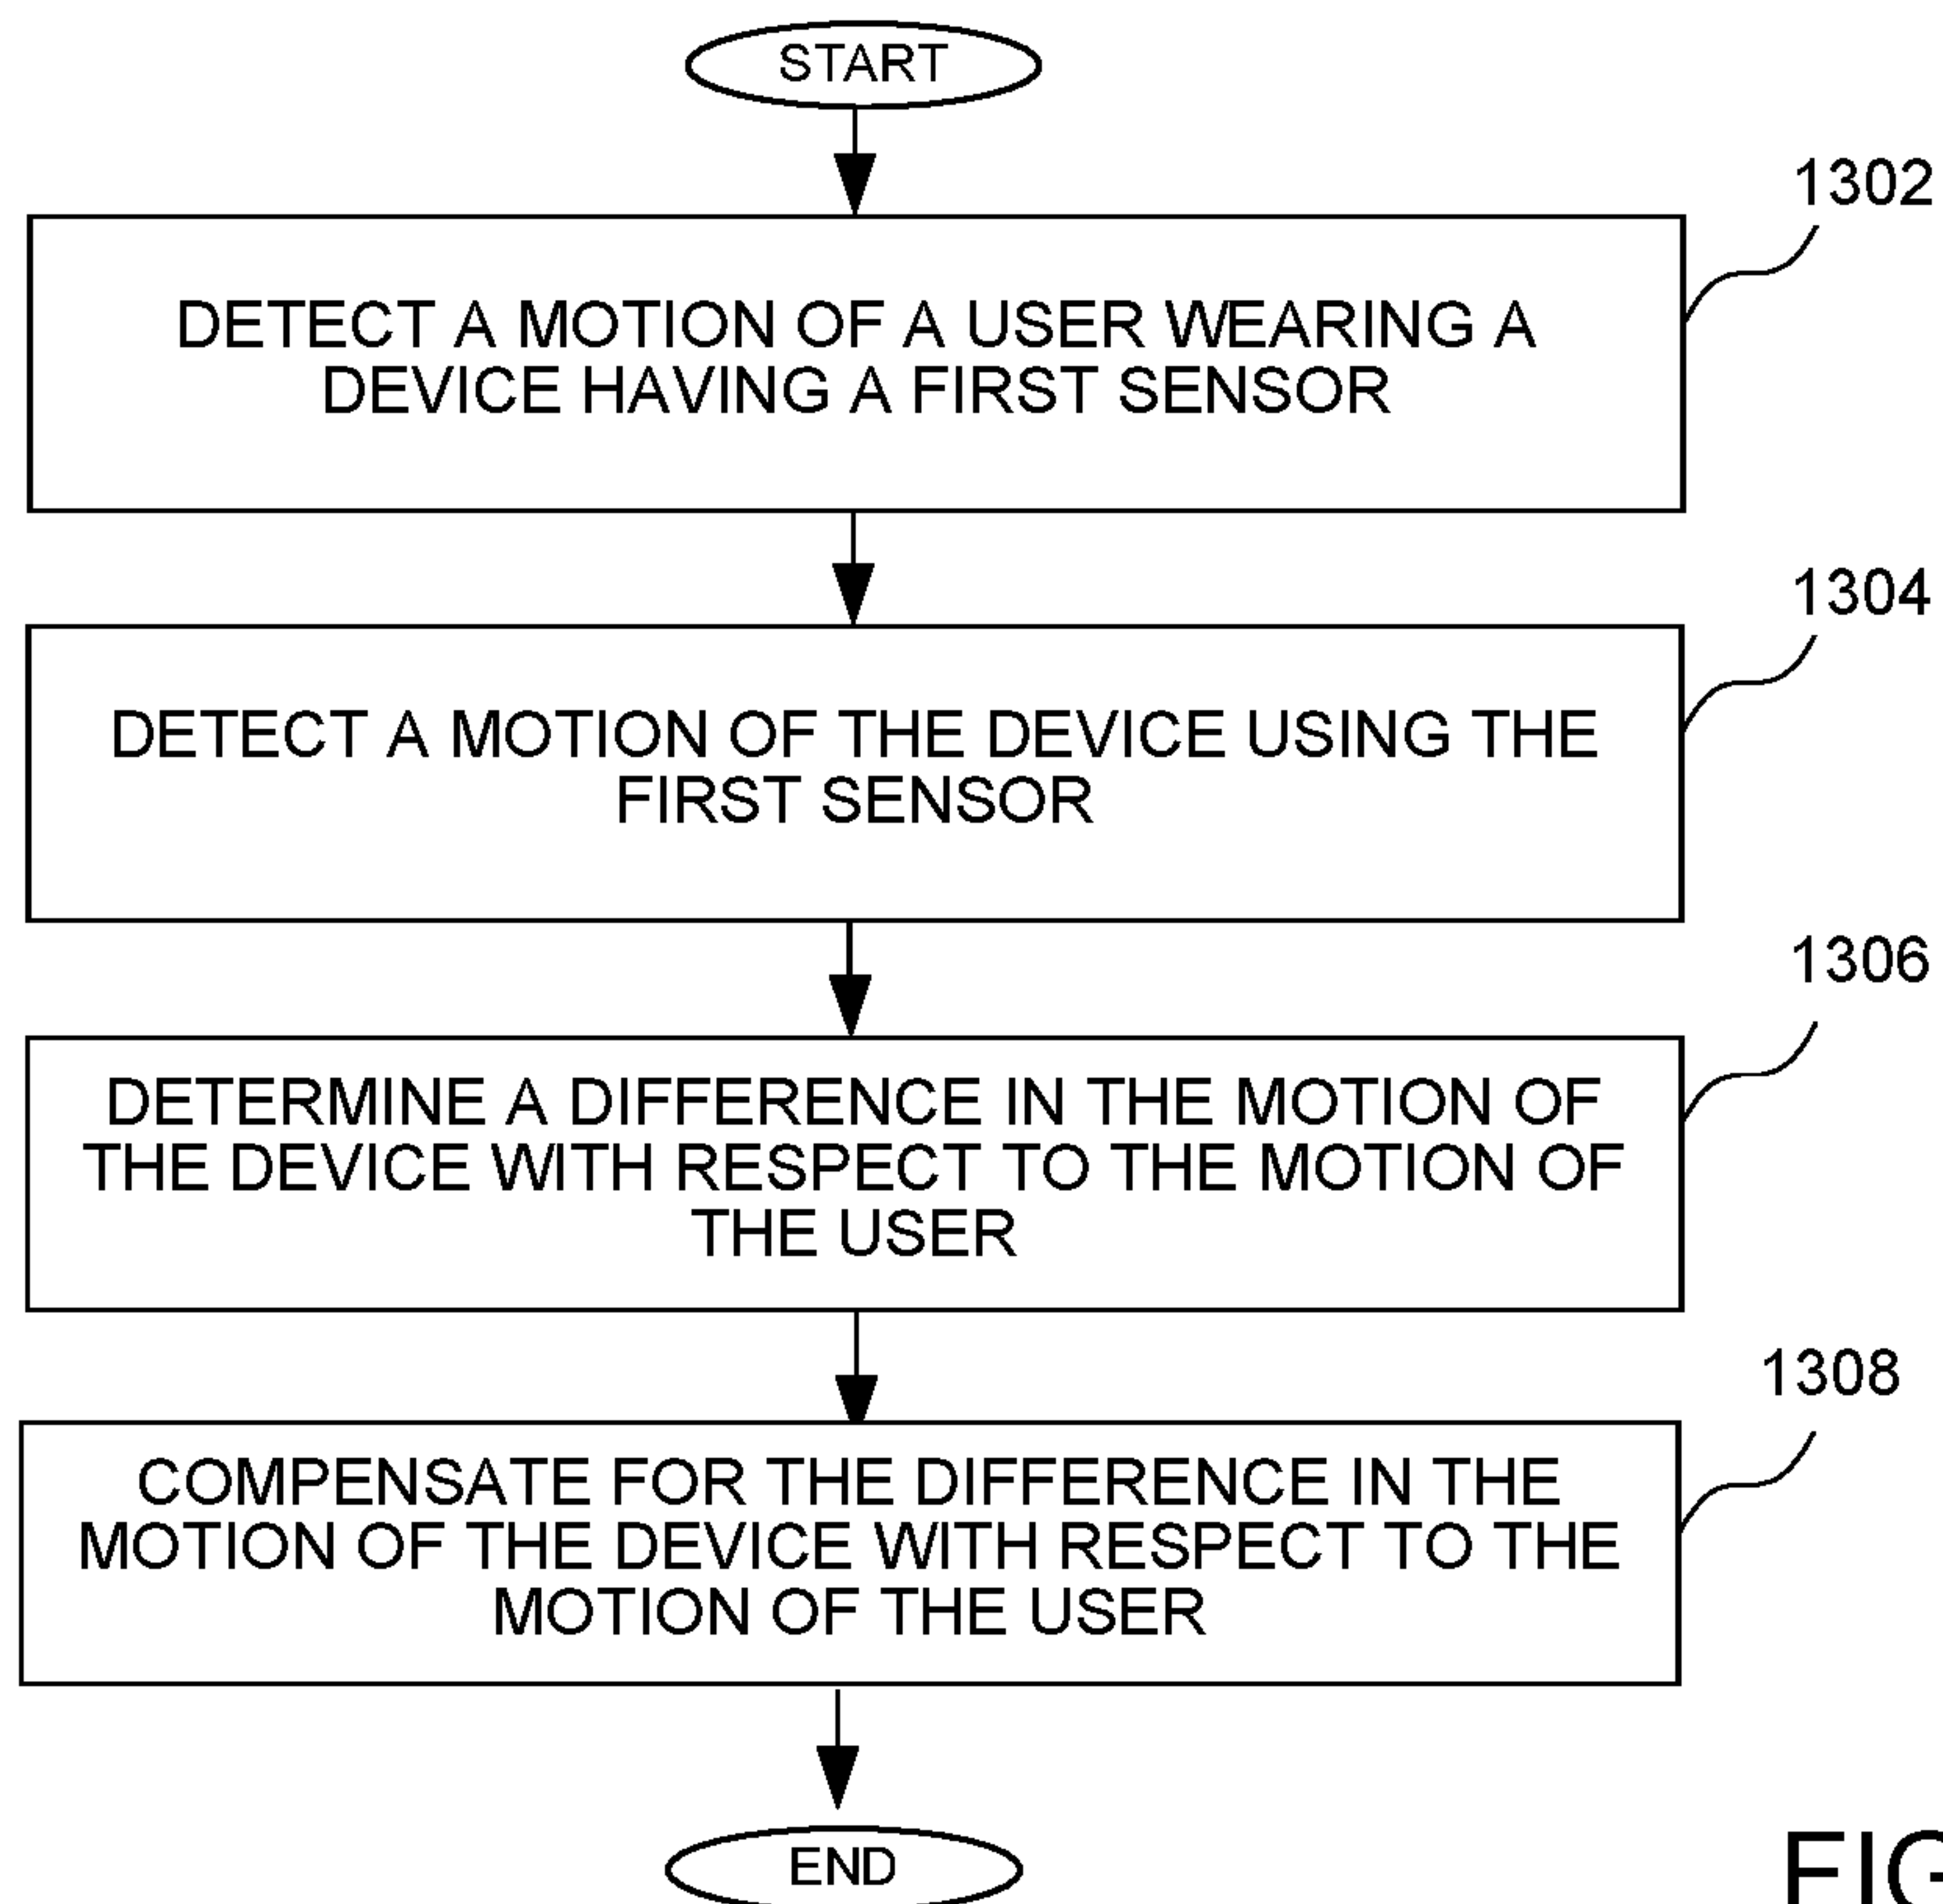 START
1302
DETECT A MOTION OF A USER WEARING A
DEVICE HAVING A FIRST SENSOR
1304
DETECT A MOTION OF THE DEVICE USING THE
FIRST SENSOR
1306
DETERMINE A DIFFERENCE IN THE MOTION OF
THE DEVICE WITH RESPECT TO THE MOTION OF
THE USER
1308
COMPENSATE FOR THE DIFFERENCE IN THE
MOTION OF THE DEVICE WITH RESPECT TO THE
MOTION OF THE USER
END
FIG